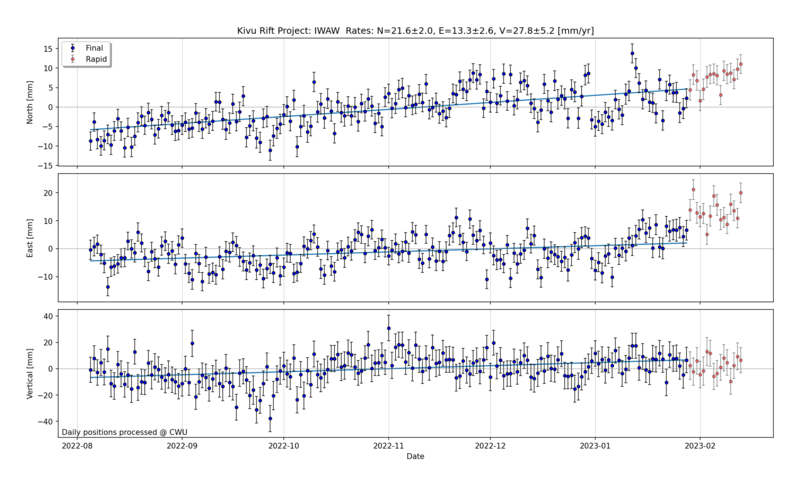 Kivu Rift Project: IWAW Rates: N=21.6±2.0, E=13.3±2.6, V=27.8±5.2 [mm/yr]
Final
Rapid
North [mm]
15
10
5
0
−5
−10
−15
East [mm]
20
10
0
−10
Vertical [mm]
40
20
0
−20
−40
Daily positions processed @ CWU
2022-08 2022-09 2022-10 2022-11 2022-12 2023-01 2023-02
Date